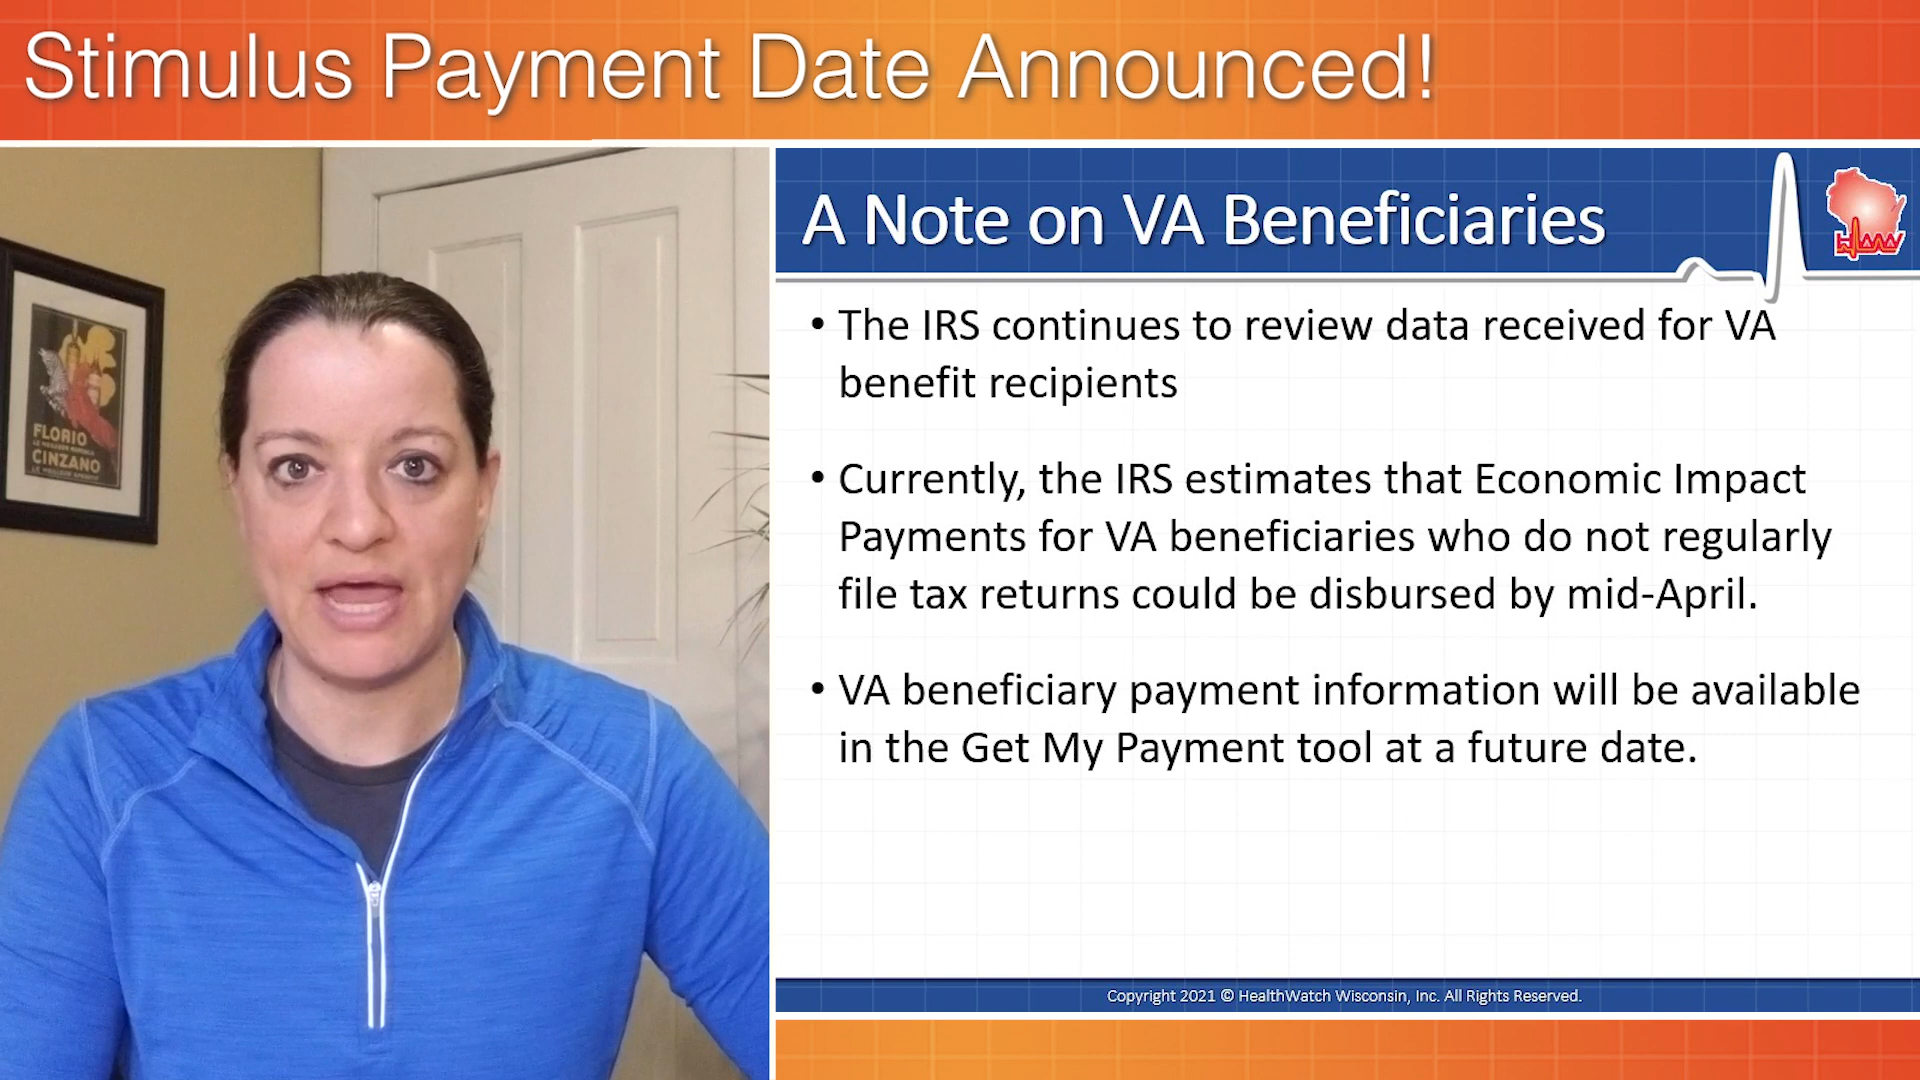 Stimulus Payment Date Announced!
A Note on VA Beneficiaries
• The IRS continues to review data received for VA
benefit recipients
• Currently, the IRS estimates that Economic Impact
Payments for VA beneficiaries who do not regularly
file tax returns could be disbursed by mid-April.
• VA beneficiary payment information will be available
in the Get My Payment tool at a future date.
Copyright 2021 © HealthWatch Wisconsin, Inc. All Rights Reserved.
FLORIO
CINZANO